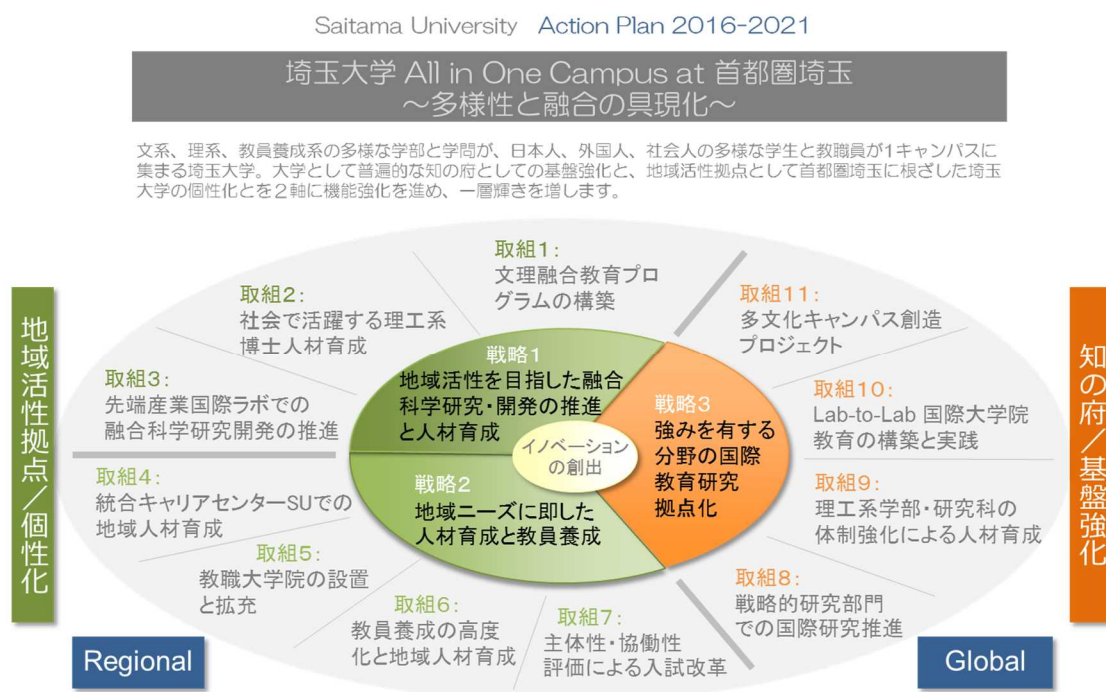 Saitama University Action Plan 2016-2021
埼玉大学 All in One Campus at 首都圏埼玉
～多様性と融合の具現化～
文系、理系、教員養成系の多様な学部と学問が、日本人、外国人、社会人の多様な学生と教職員が1キャンパスに
集まる埼玉大学。大学として普遍的な知の府としての基盤強化と、地域活性拠点として首都圏埼玉に根ざした埼玉
大学の個性化とを2軸に機能強化を進め、一層輝きを増します。
地域活性拠点／個性化
取組1：
文理融合教育プロ
グラムの構築
取組2：
社会で活躍する理工系
博士人材育成
取組3：
先端産業国際ラボでの
融合科学研究開発の推進
取組4：
統合キャリアセンターSUでの
地域人材育成
取組5：
教職大学院の設置
と拡充
取組6：
教員養成の高度
化と地域人材育成
取組7：
主体性・協働性
評価による入試改革
取組8：
戦略的研究部門
での国際研究推進
取組9：
理工系学部・研究科の
体制強化による人材育成
取組10：
Lab-to-Lab 国際大学院
教育の構築と実践
取組11：
多文化キャンパス創造
プロジェクト
戦略1
地域活性を目指した融合
科学研究・開発の推進
と人材育成
戦略2
地域ニーズに即した
人材育成と教員養成
戦略3
強みを有する
分野の国際
教育研究
拠点化
イノベーション
の創出
知の府／基盤強化
Regional
Global